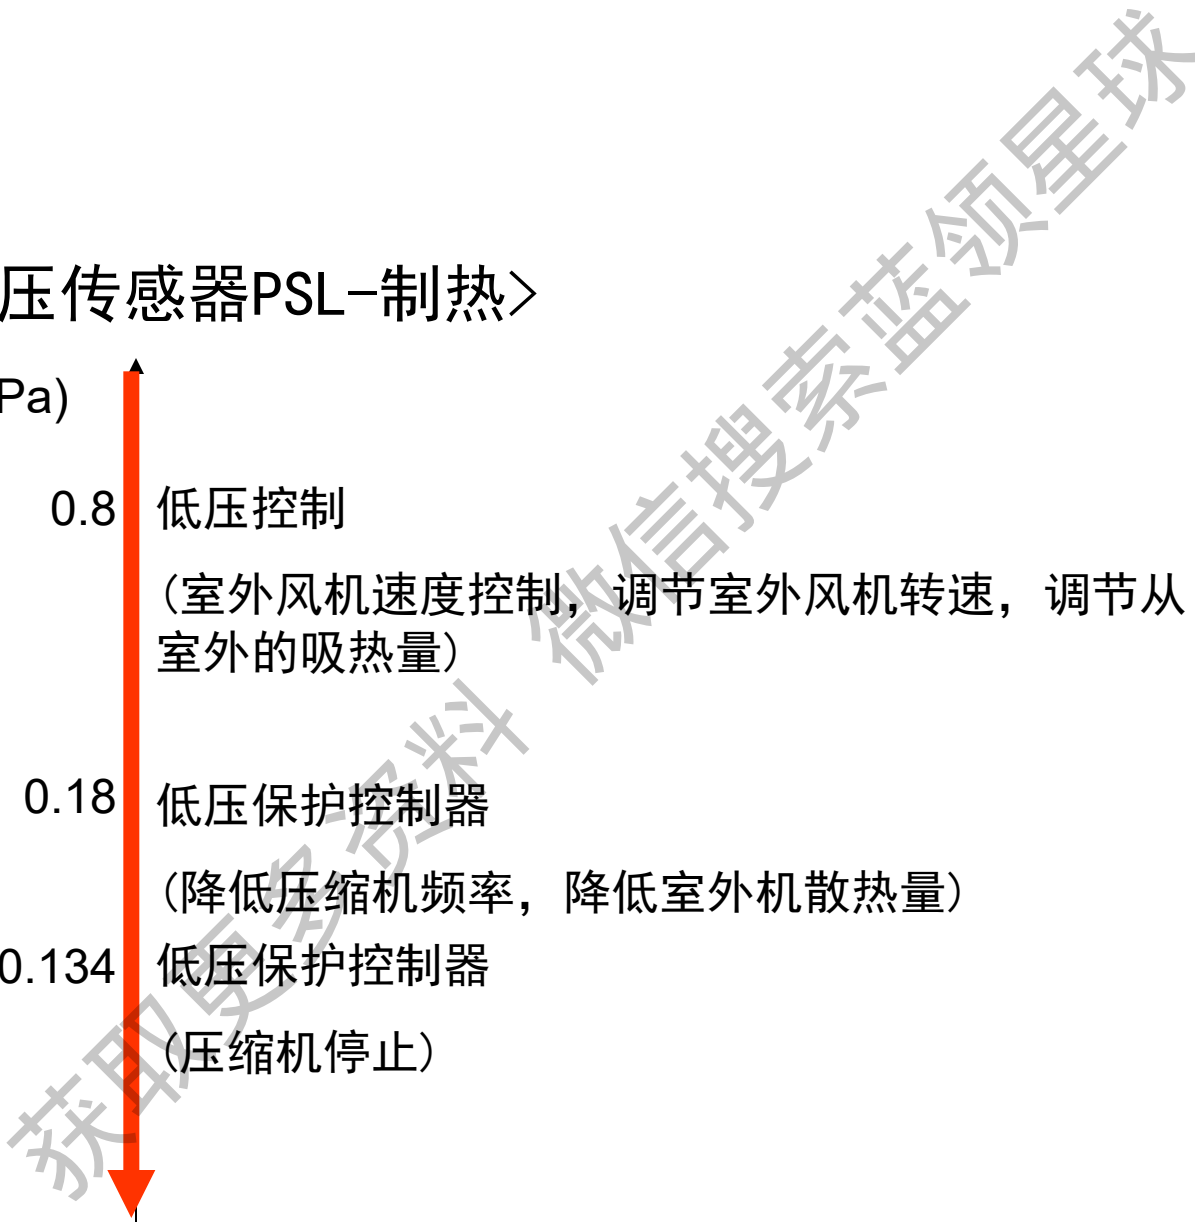 压传感器PSL-制热>
Pa)
0.8 低压控制
(室外风机速度控制，调节室外风机转速，调节从
室外的吸热量)
0.18 低压保护控制器
(降低压缩机频率，降低室外机散热量)
0.134 低压保护控制器
(压缩机停止)
获取更多资料 微信搜索蓝领星球